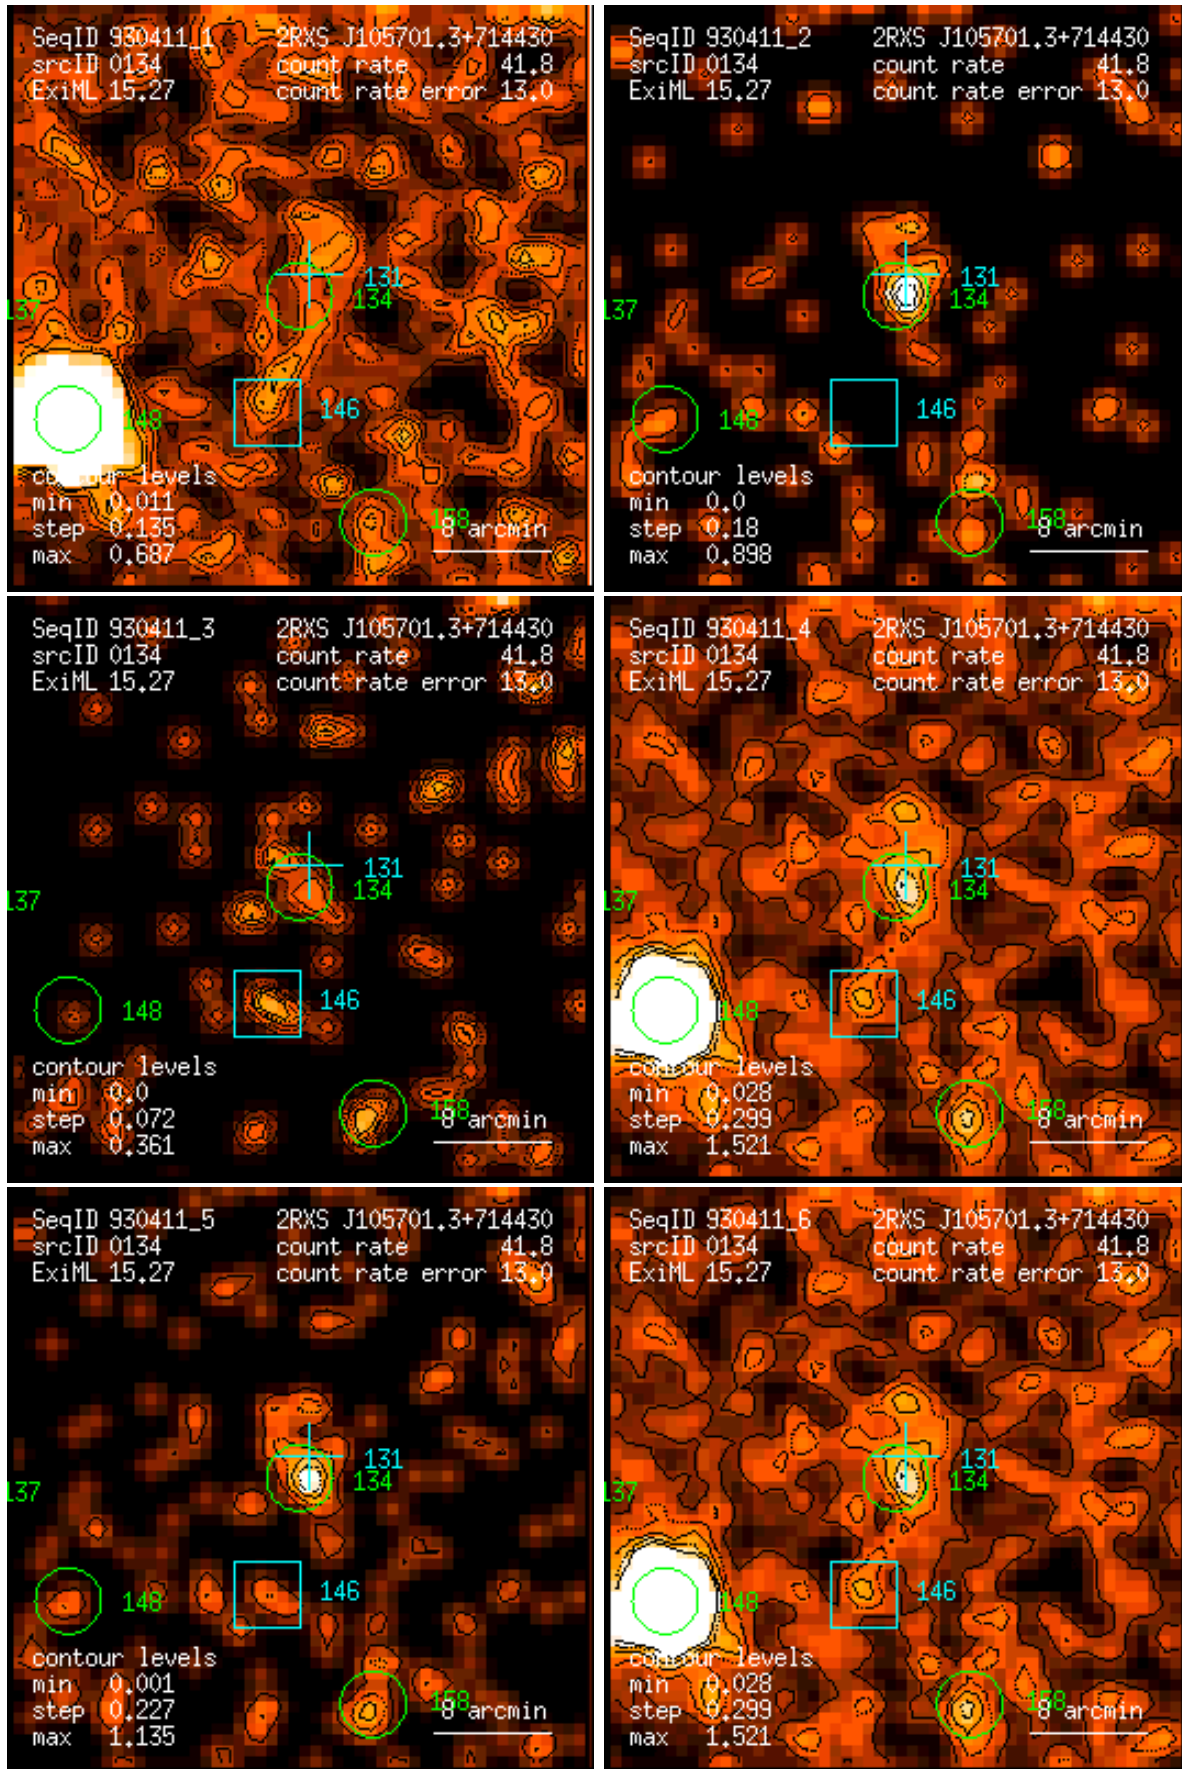 SeqID 930411_1 2RXS J105701.3+714430
srcID 0134 count rate 41.8
ExiML 15.27 count rate error 13.0
131
134
137
148
146
contour levels
min 0.011
step 0.135
max 0.687
158
8 arcmin
SeqID 930411_2 2RXS J105701.3+714430
srcID 0134 count rate 41.8
ExiML 15.27 count rate error 13.0
131
134
137
148
146
contour levels
min 0.0
step 0.18
max 0.898
158
8 arcmin
SeqID 930411_3 2RXS J105701.3+714430
srcID 0134 count rate 41.8
ExiML 15.27 count rate error 13.0
131
134
137
148
146
contour levels
min 0.0
step 0.072
max 0.361
158
8 arcmin
SeqID 930411_4 2RXS J105701.3+714430
srcID 0134 count rate 41.8
ExiML 15.27 count rate error 13.0
131
134
137
148
146
contour levels
min 0.028
step 0.299
max 1.521
158
8 arcmin
SeqID 930411_5 2RXS J105701.3+714430
srcID 0134 count rate 41.8
ExiML 15.27 count rate error 13.0
131
134
137
148
146
contour levels
min 0.001
step 0.227
max 1.135
158
8 arcmin
SeqID 930411_6 2RXS J105701.3+714430
srcID 0134 count rate 41.8
ExiML 15.27 count rate error 13.0
131
134
137
148
146
contour levels
min 0.028
step 0.299
max 1.521
158
8 arcmin